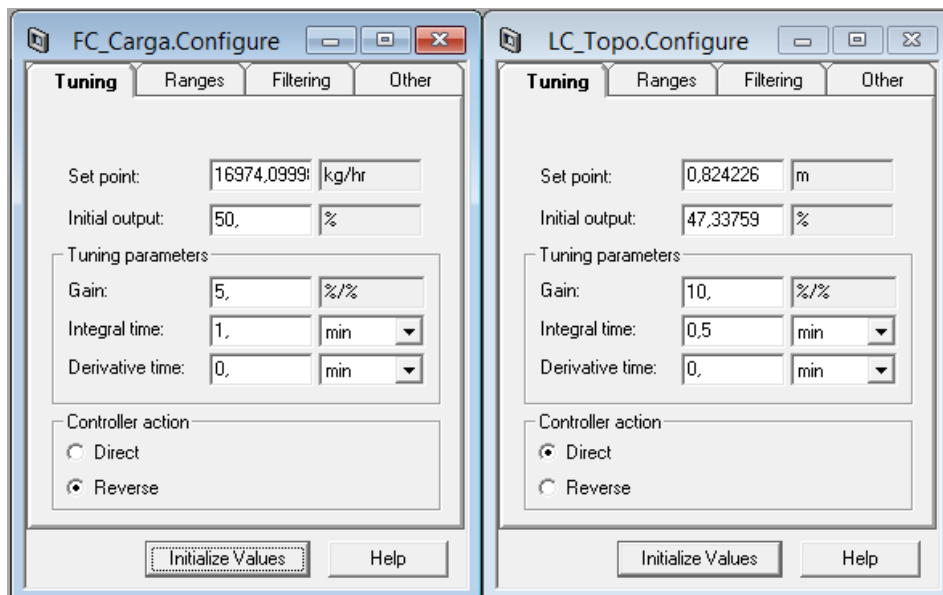 FC_Carga.Configure
Tuning Ranges Filtering Other
Set point: 16974,0999 kg/hr
Initial output: 50, %
Tuning parameters
Gain: 5, %/%
Integral time: 1, min
Derivative time: 0, min
Controller action
Direct
Reverse
Initialize Values Help
LC_Topo.Configure
Tuning Ranges Filtering Other
Set point: 0,824226 m
Initial output: 47,33759 %
Tuning parameters
Gain: 10, %/%
Integral time: 0,5 min
Derivative time: 0, min
Controller action
Direct
Reverse
Initialize Values Help